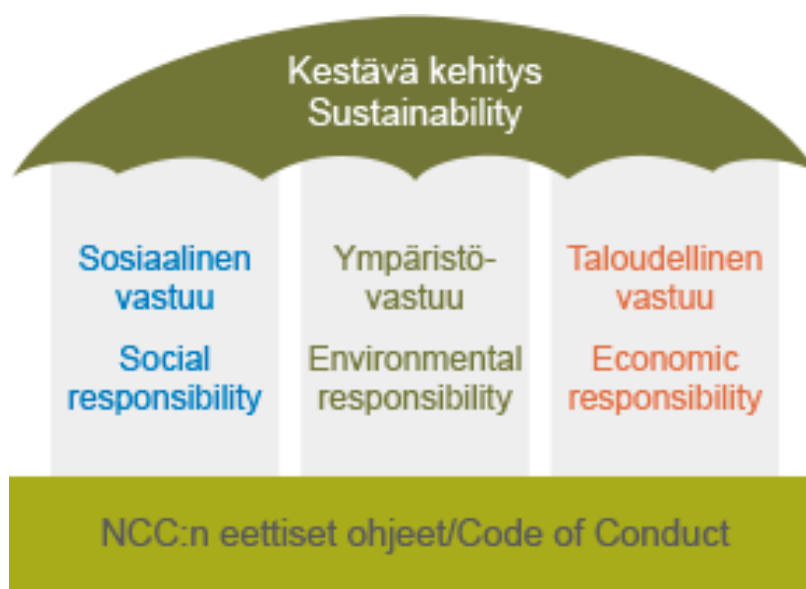 Kestävä kehitys
Sustainability
Sosiaalinen
vastuu
Social
responsibility
Ympäristö-
vastuu
Environmental
responsibility
Taloudellinen
vastuu
Economic
responsibility
NCC:n eettiset ohjeet/Code of Conduct